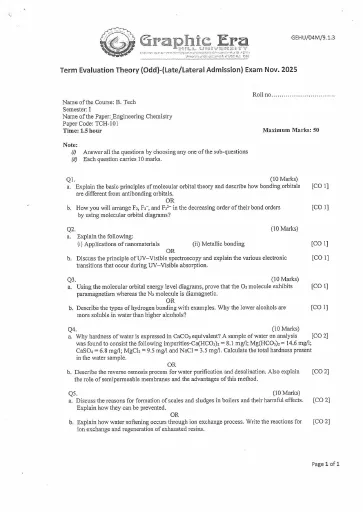 GEHU/04M/9.1.3
Graphic Era
HILL UNIVERSITY
Term Evaluation Theory (Odd)-(Late/Lateral Admission) Exam Nov. 2025
Roll no..............................
Name of the Course: B. Tech
Semester: I
Name of the Paper: Engineering Chemistry
Paper Code: TCH-101
Time: 1.5 hour Maximum Marks: 50
Note:
(i) Answer all the questions by choosing any one of the sub-questions
(ii) Each question carries 10 marks.
Q1. (10 Marks)
a. Explain the basic principles of molecular orbital theory and describe how bonding orbitals [CO 1]
are different from antibonding orbitals.
OR
b. How you will arrange F₂, F₂⁺, and F₂²⁺ in the decreasing order of their bond orders [CO 1]
by using molecular orbital diagrams?
Q2. (10 Marks)
a. Explain the following: [CO 1]
(i) Applications of nanomaterials (ii) Metallic bonding
OR
b. Discuss the principle of UV–Visible spectroscopy and explain the various electronic [CO 1]
transitions that occur during UV–Visible absorption.
Q3. (10 Marks)
a. Using the molecular orbital energy level diagrams, prove that the O₂ molecule exhibits [CO 1]
paramagnetism whereas the N₂ molecule is diamagnetic.
OR
b. Describe the types of hydrogen bonding with examples. Why the lower alcohols are [CO 1]
more soluble in water than higher alcohols?
Q4. (10 Marks)
a. Why hardness of water is expressed in CaCO₃ equivalent? A sample of water on analysis [CO 2]
was found to consist the following impurities-Ca(HCO₃)₂ = 8.1 mg/l; Mg(HCO₃)₂ = 14.6 mg/l;
CaSO₄ = 6.8 mg/l; MgCl₂ = 9.5 mg/l and NaCl = 3.5 mg/l. Calculate the total hardness present
in the water sample.
OR
b. Describe the reverse osmosis process for water purification and desalination. Also explain [CO 2]
the role of semipermeable membranes and the advantages of this method.
Q5. (10 Marks)
a. Discuss the reasons for formation of scales and sludges in boilers and their harmful effects. [CO 2]
Explain how they can be prevented.
OR
b. Explain how water softening occurs through ion exchange process. Write the reactions for [CO 2]
ion exchange and regeneration of exhausted resins.
Page 1 of 1